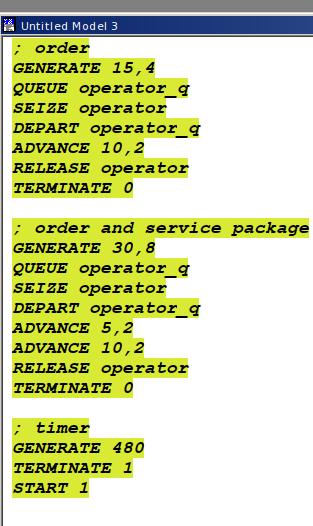 Untitled Model 3
; order
GENERATE 15,4
QUEUE operator_q
SEIZE operator
DEPART operator_q
ADVANCE 10,2
RELEASE operator
TERMINATE 0
; order and service package
GENERATE 30,8
QUEUE operator_q
SEIZE operator
DEPART operator_q
ADVANCE 5,2
ADVANCE 10,2
RELEASE operator
TERMINATE 0
; timer
GENERATE 480
TERMINATE 1
START 1